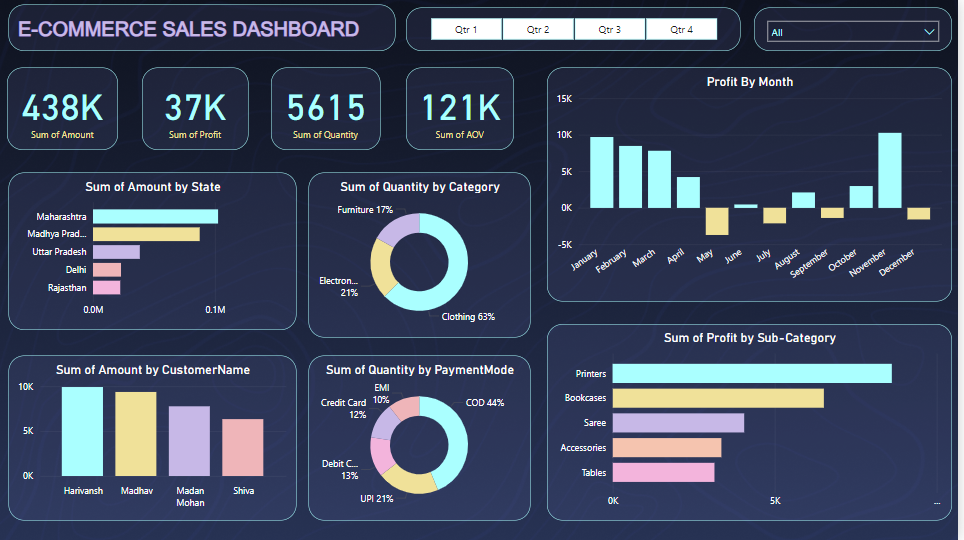 E-COMMERCE SALES DASHBOARD
Qtr 1
Qtr 2
Qtr 3
Qtr 4
All
438K
Sum of Amount
37K
Sum of Profit
5615
Sum of Quantity
121K
Sum of AOV
Profit By Month
15K
10K
5K
0K
-5K
January
February
March
April
May
June
July
August
September
October
November
December
Sum of Amount by State
Maharashtra
Madhya Prad...
Uttar Pradesh
Delhi
Rajasthan
0.0M
0.1M
Sum of Quantity by Category
Furniture 17%
Electron...
21%
Clothing 63%
Sum of Amount by CustomerName
10K
5K
0K
Harivansh
Madhav
Madan
Mohan
Shiva
Sum of Quantity by PaymentMode
EMI
10%
Credit Card
12%
COD 44%
Debit C...
13%
UPI 21%
Sum of Profit by Sub-Category
Printers
Bookcases
Saree
Accessories
Tables
0K
5K
...